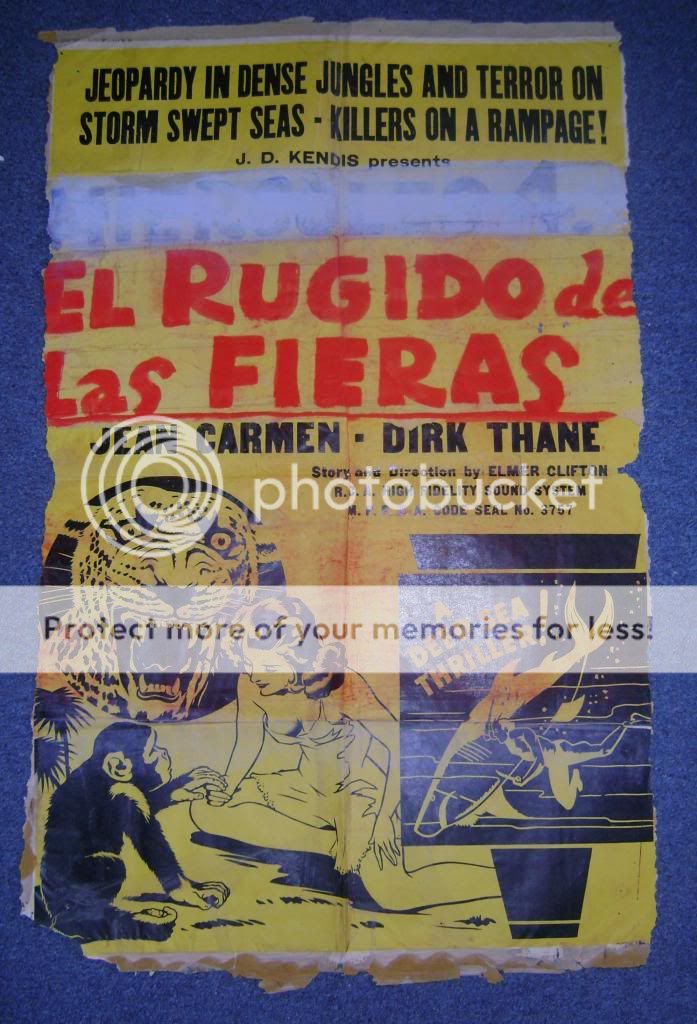 JEOPARDY IN DENSE JUNGLES AND TERROR ON
STORM SWEPT SEAS - KILLERS ON A RAMPAGE!
J. D. KENDIS presents
EL RUGIDO de
Las FIERAS
JEAN CARMEN - DIRK THANE
Story and Direction by ELMER CLIFTON
R.C.A. HIGH FIDELITY SOUND SYSTEM
M. P. P. D. A. CODE SEAL No. 3757
photobucket
A
DEEP SEA
THRILLER!
Protect more of your memories for less!